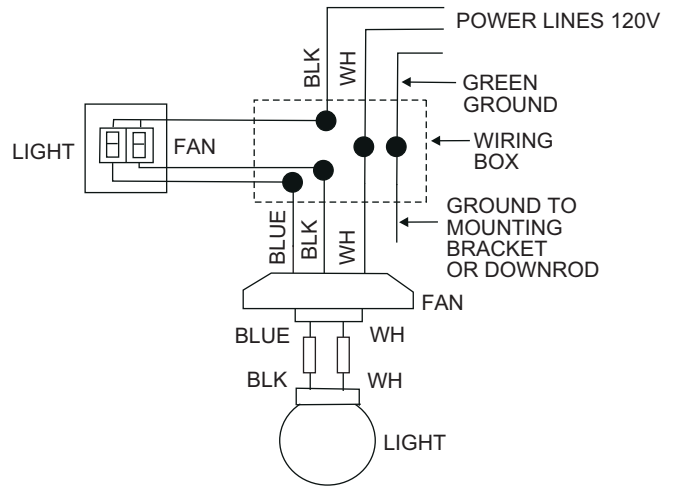 POWER LINES 120V
BLK
WH
GREEN
GROUND
LIGHT
FAN
WIRING
BOX
GROUND TO
MOUNTING
BRACKET
OR DOWNROD
BLUE
BLK
WH
FAN
BLUE
WH
BLK
WH
LIGHT